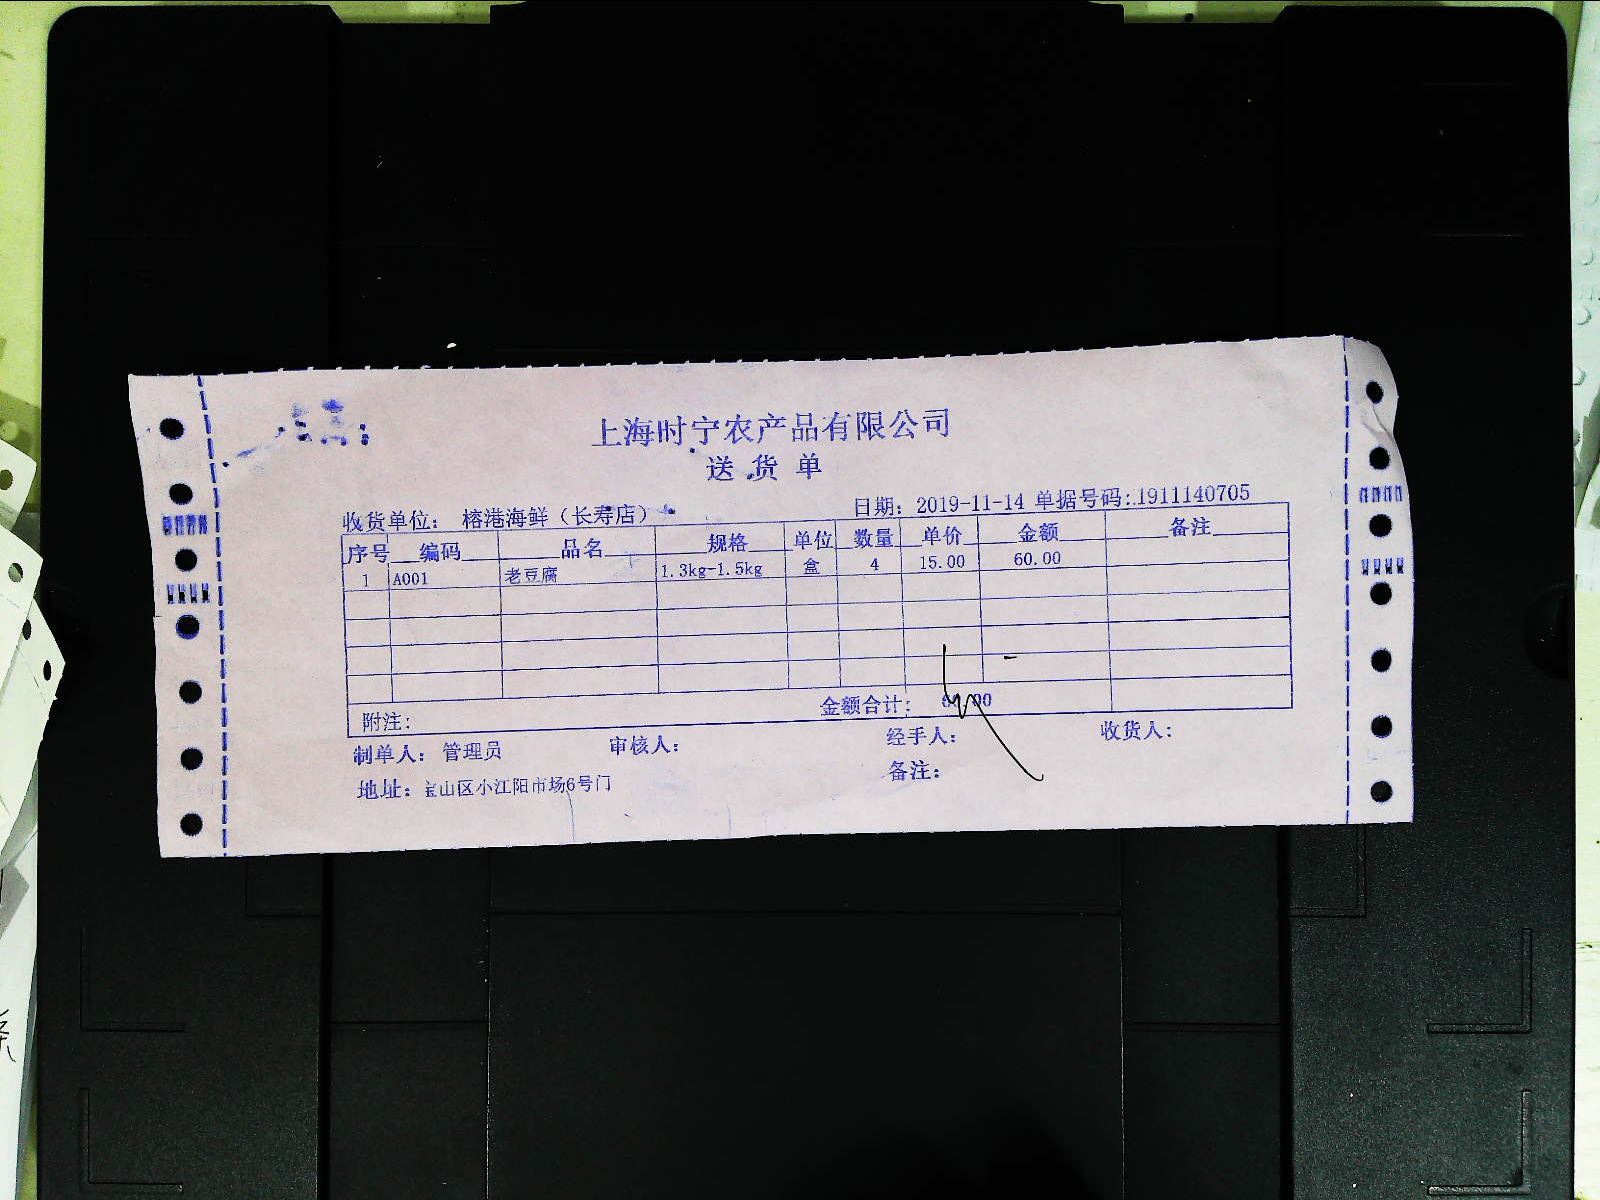 上海时宁农产品有限公司
送货单
收货单位： 榕港海鲜（长寿店） 日期：2019-11-14 单据号码：1911140705
序号 编码 品名 规格 单位 数量 单价 金额 备注
1 A001 老豆腐 1.3kg-1.5kg 盒 4 15.00 60.00
金额合计： 60.00
附注：
制单人：管理员 审核人： 经手人： 收货人：
地址：宝山区小江阳市场6号门 备注：